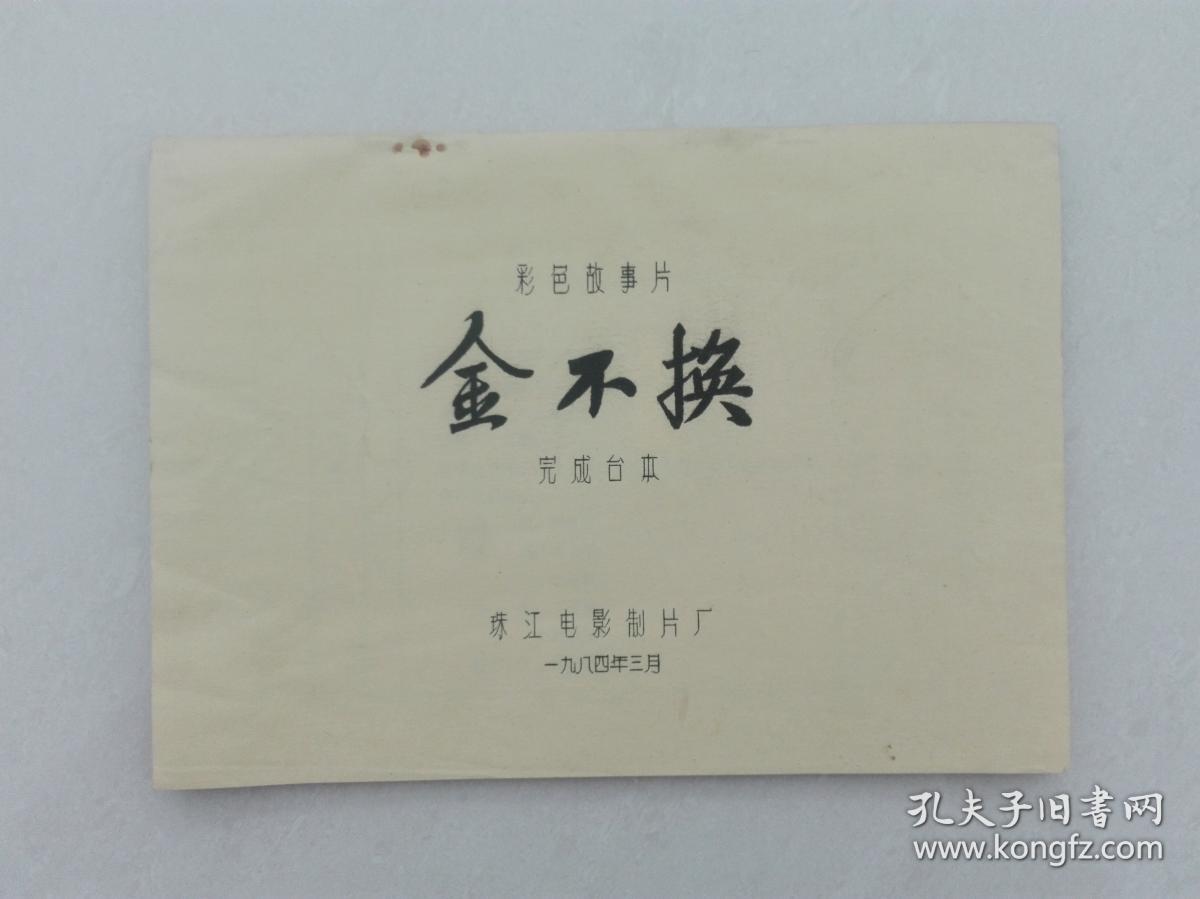 彩色故事片
金不换
完成台本
珠江电影制片厂
一九八四年三月
孔夫子旧书网
www.kongfz.com